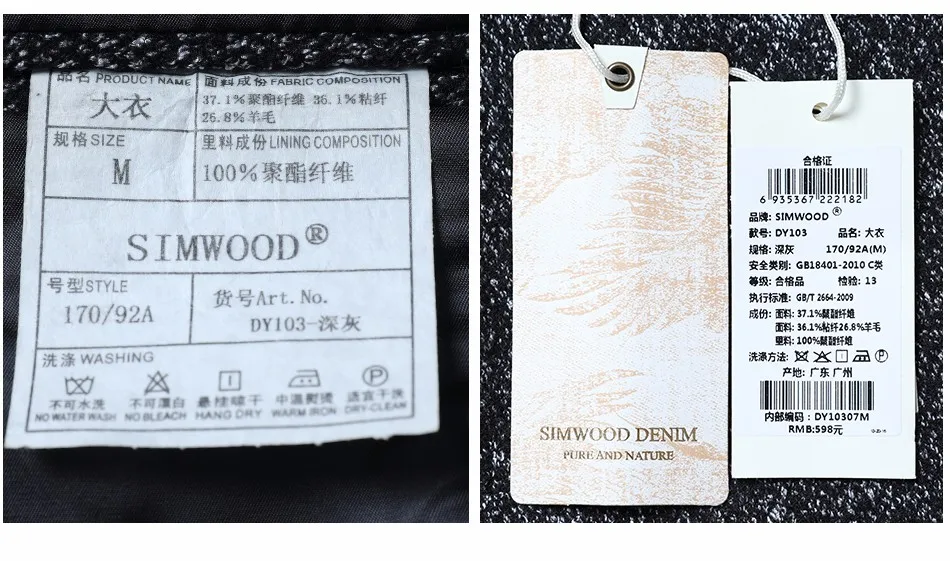 品名 PRODUCT NAME
大衣
面料成份 FABRIC COMPOSITION
37.1%聚酯纤维 36.1%粘纤
26.8%羊毛
规格 SIZE
M
里料成份 LINING COMPOSITION
100%聚酯纤维
SIMWOOD®
号型 STYLE
170/92A
货号Art.No.
DY103-深灰
洗涤 WASHING
不可水洗 不可漂白 悬挂晾干 中温熨烫 适宜干洗
NO WATER WASH NO BLEACH HANG DRY WARM IRON DRY-CLEAN
SIMWOOD DENIM
PURE AND NATURE
合格证
6 935367 222182
品牌: SIMWOOD®
款号: DY103 品名: 大衣
规格: 深灰 170/92A(M)
安全类别: GB18401-2010 C类
等级: 合格品 检验: 13
执行标准: GB/T 2664-2009
成份: 面料: 37.1%聚酯纤维
面料: 36.1%粘纤26.8%羊毛
里料: 100%聚酯纤维
洗涤方法:
产地: 广东 广州
内部编码: DY10307M
RMB:598元